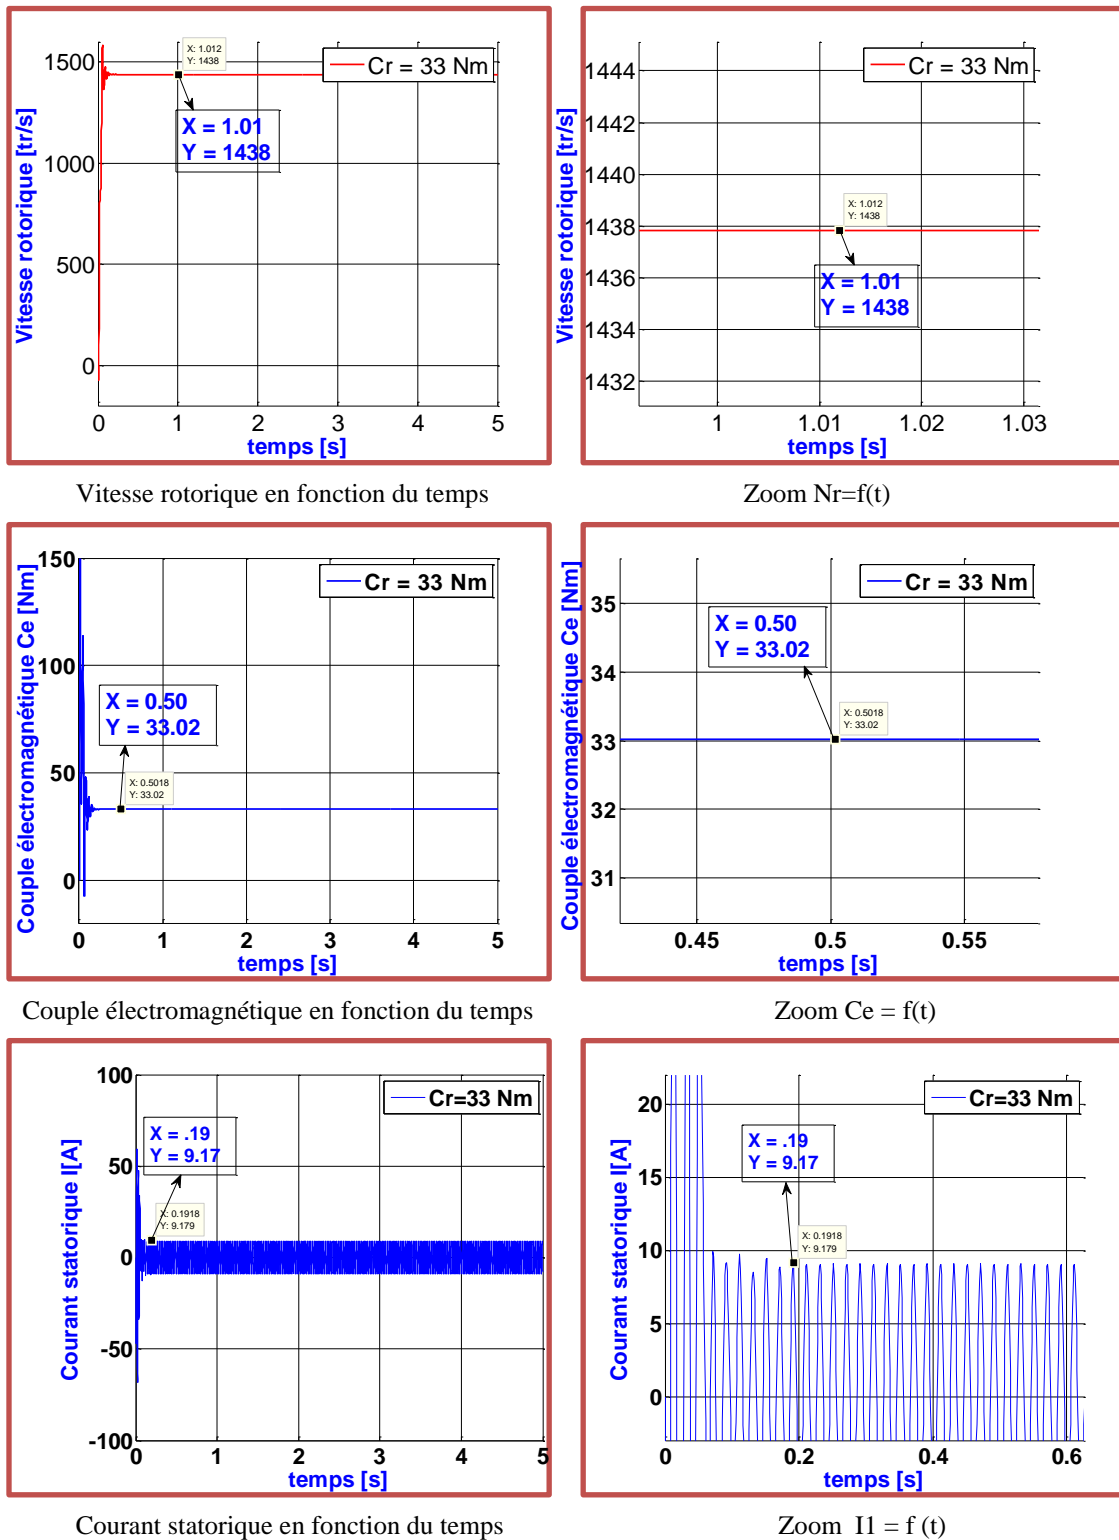 1500
1000
500
0
Vitesse rotorique [tr/s]
X: 1.012
Y: 1438
Cr = 33 Nm
X = 1.01
Y = 1438
0 1 2 3 4 5
temps [s]
1444
1442
1440
1438
1436
1434
1432
Vitesse rotorique [tr/s]
Cr = 33 Nm
X: 1.012
Y: 1438
X = 1.01
Y = 1438
1 1.01 1.02 1.03
temps [s]
Vitesse rotorique en fonction du temps
Zoom Nr=f(t)
150
100
50
0
Couple électromagnétique Ce [Nm]
Cr = 33 Nm
X = 0.50
Y = 33.02
X: 0.5018
Y: 33.02
0 1 2 3 4 5
temps [s]
35
34
33
32
31
Couple électromagnétique Ce [Nm]
Cr = 33 Nm
X = 0.50
Y = 33.02
X: 0.5018
Y: 33.02
0.45 0.5 0.55
temps [s]
Couple électromagnétique en fonction du temps
Zoom Ce = f(t)
100
50
0
-50
-100
Courant statorique I[A]
Cr=33 Nm
X = .19
Y = 9.17
X: 0.1918
Y: 9.179
0 1 2 3 4 5
temps [s]
20
15
10
5
0
Courant statorique I[A]
Cr=33 Nm
X = .19
Y = 9.17
X: 0.1918
Y: 9.179
0 0.2 0.4 0.6
temps [s]
Courant statorique en fonction du temps
Zoom I1 = f (t)